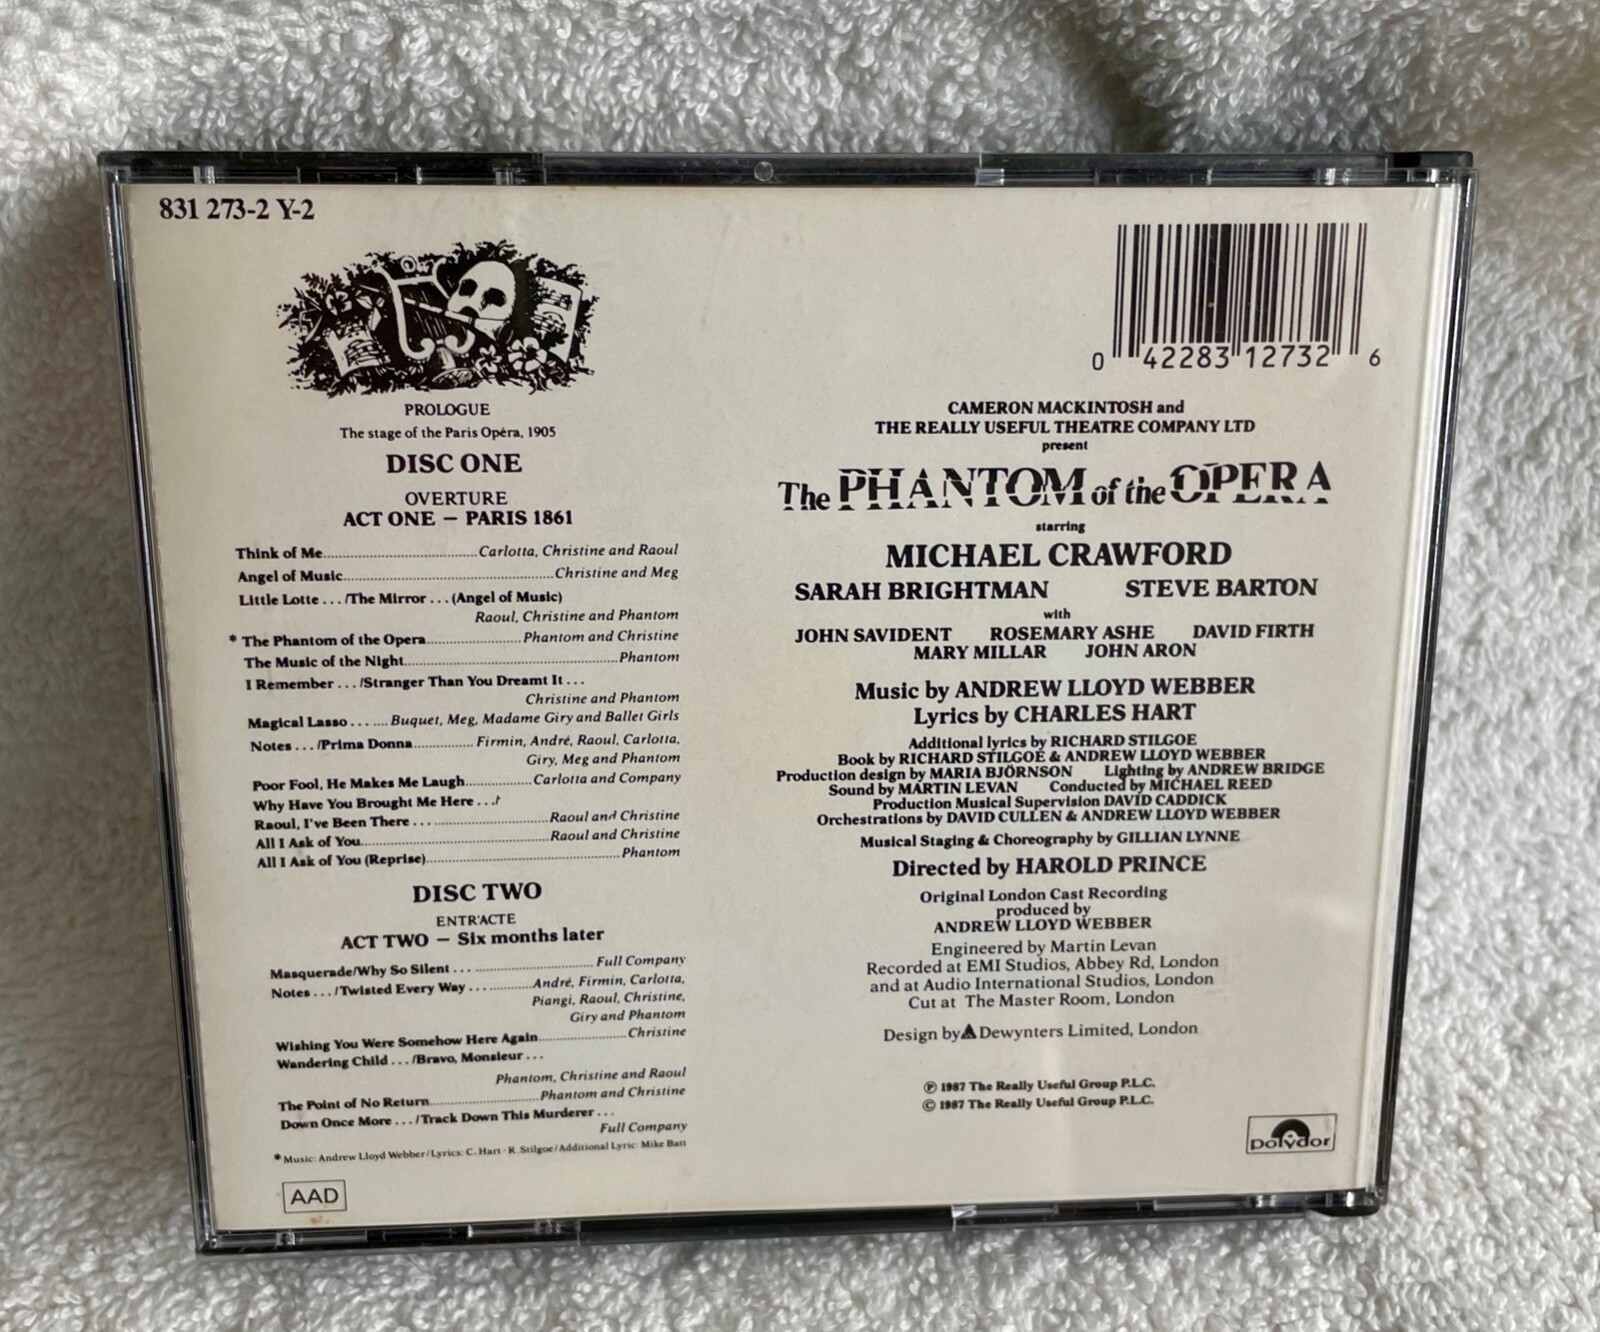 831 273-2 Y-2
PROLOGUE
The stage of the Paris Opéra, 1905
DISC ONE
OVERTURE
ACT ONE – PARIS 1861
Think of Me..............................Carlotta, Christine and Raoul
Angel of Music..............................Christine and Meg
Little Lotte . . . /The Mirror . . . (Angel of Music)
Raoul, Christine and Phantom
* The Phantom of the Opera....................Phantom and Christine
The Music of the Night..............................Phantom
I Remember . . . /Stranger Than You Dreamt It . . .
Christine and Phantom
Magical Lasso . . . ....Buquet, Meg, Madame Giry and Ballet Girls
Notes . . . /Prima Donna..............Firmin, André, Raoul, Carlotta,
Giry, Meg and Phantom
Poor Fool, He Makes Me Laugh..............Carlotta and Company
Why Have You Brought Me Here . . ./
Raoul, I've Been There . . . ....................Raoul and Christine
All I Ask of You..............................Raoul and Christine
All I Ask of You (Reprise)..............................Phantom
DISC TWO
ENTR'ACTE
ACT TWO – Six months later
Masquerade/Why So Silent . . . ....................Full Company
Notes . . . /Twisted Every Way . . . ..........André, Firmin, Carlotta,
Piangi, Raoul, Christine,
Giry and Phantom
Wishing You Were Somehow Here Again....................Christine
Wandering Child . . . /Bravo, Monsieur . . .
Phantom, Christine and Raoul
The Point of No Return....................Phantom and Christine
Down Once More . . . /Track Down This Murderer . . .
Full Company
* Music: Andrew Lloyd Webber/Lyrics: C. Hart · R. Stilgoe/Additional Lyric: Mike Batt
AAD
0 42283 12732 6
CAMERON MACKINTOSH and
THE REALLY USEFUL THEATRE COMPANY LTD
present
The PHANTOM of the OPERA
starring
MICHAEL CRAWFORD
SARAH BRIGHTMAN STEVE BARTON
with
JOHN SAVIDENT ROSEMARY ASHE DAVID FIRTH
MARY MILLAR JOHN ARON
Music by ANDREW LLOYD WEBBER
Lyrics by CHARLES HART
Additional lyrics by RICHARD STILGOE
Book by RICHARD STILGOE & ANDREW LLOYD WEBBER
Production design by MARIA BJÖRNSON Lighting by ANDREW BRIDGE
Sound by MARTIN LEVAN Conducted by MICHAEL REED
Production Musical Supervision DAVID CADDICK
Orchestrations by DAVID CULLEN & ANDREW LLOYD WEBBER
Musical Staging & Choreography by GILLIAN LYNNE
Directed by HAROLD PRINCE
Original London Cast Recording
produced by
ANDREW LLOYD WEBBER
Engineered by Martin Levan
Recorded at EMI Studios, Abbey Rd, London
and at Audio International Studios, London
Cut at The Master Room, London
Design by Dewynters Limited, London
℗ 1987 The Really Useful Group P.L.C.
© 1987 The Really Useful Group P.L.C.
polydor